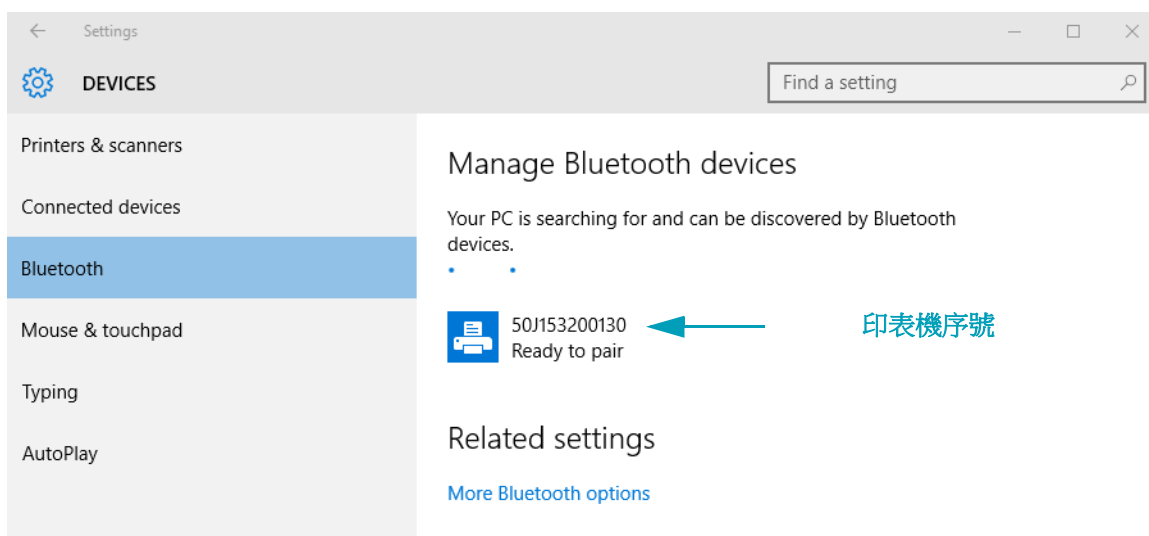 Settings
DEVICES
Find a setting
Printers & scanners
Connected devices
Bluetooth
Mouse & touchpad
Typing
AutoPlay
Manage Bluetooth devices
Your PC is searching for and can be discovered by Bluetooth
devices.
50J153200130
印表機序號
Ready to pair
Related settings
More Bluetooth options